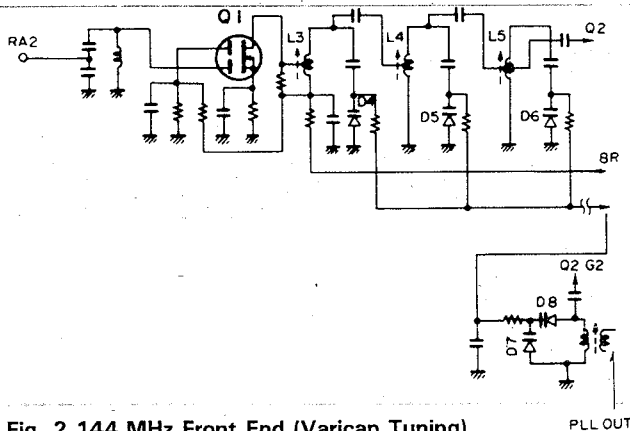 Q1
RA2
L3
L4
L5
Q2
D4
D5
D6
8R
Q2 G2
D8
D7
Fig. 2 144 MHz Front End (Varicap Tuning)
PLL OUT